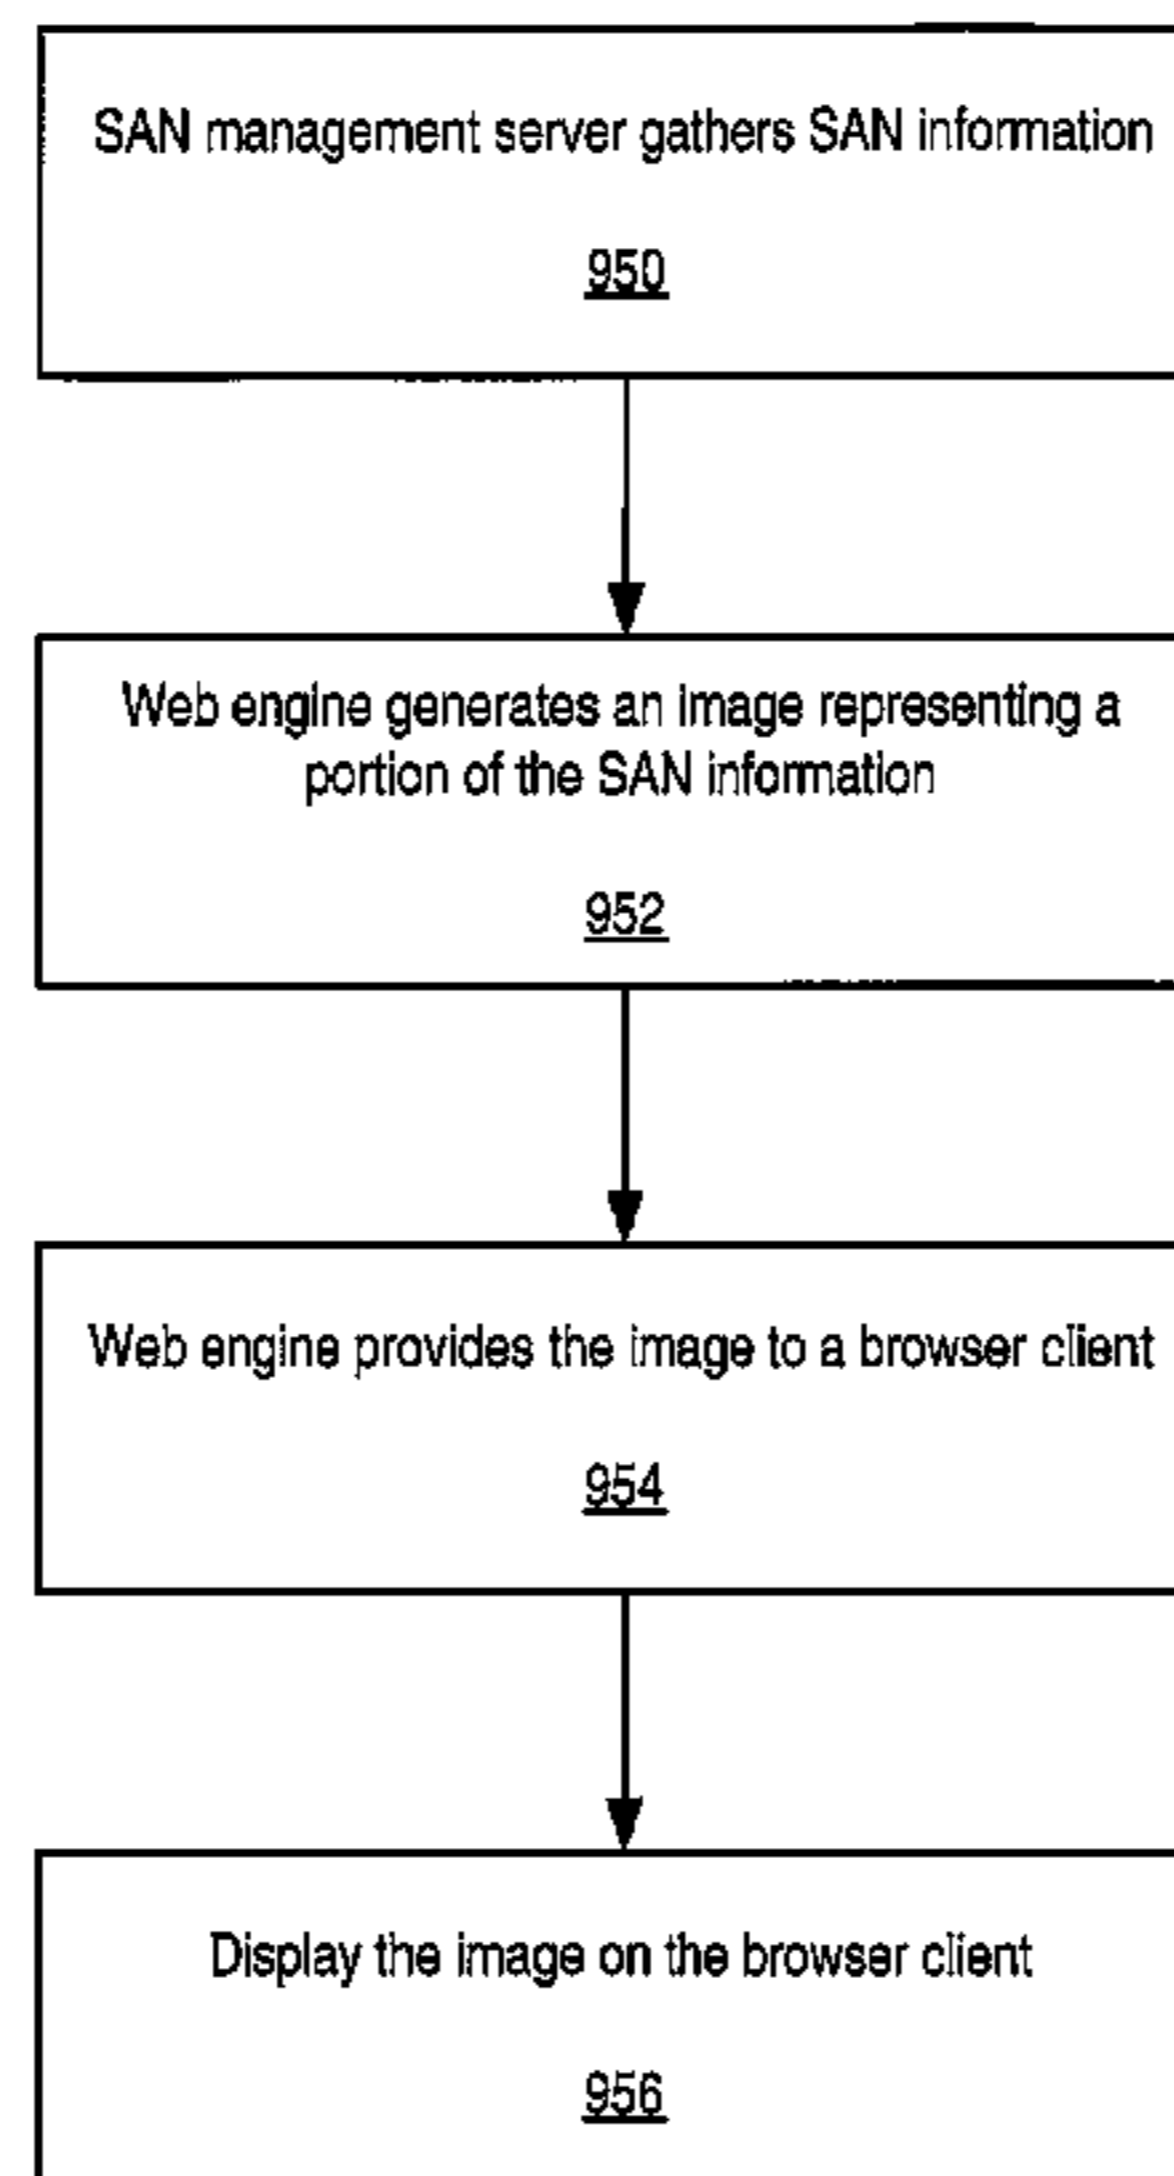 SAN management server gathers SAN information
950
Web engine generates an image representing a
portion of the SAN information
952
Web engine provides the image to a browser client
954
Display the image on the browser client
956